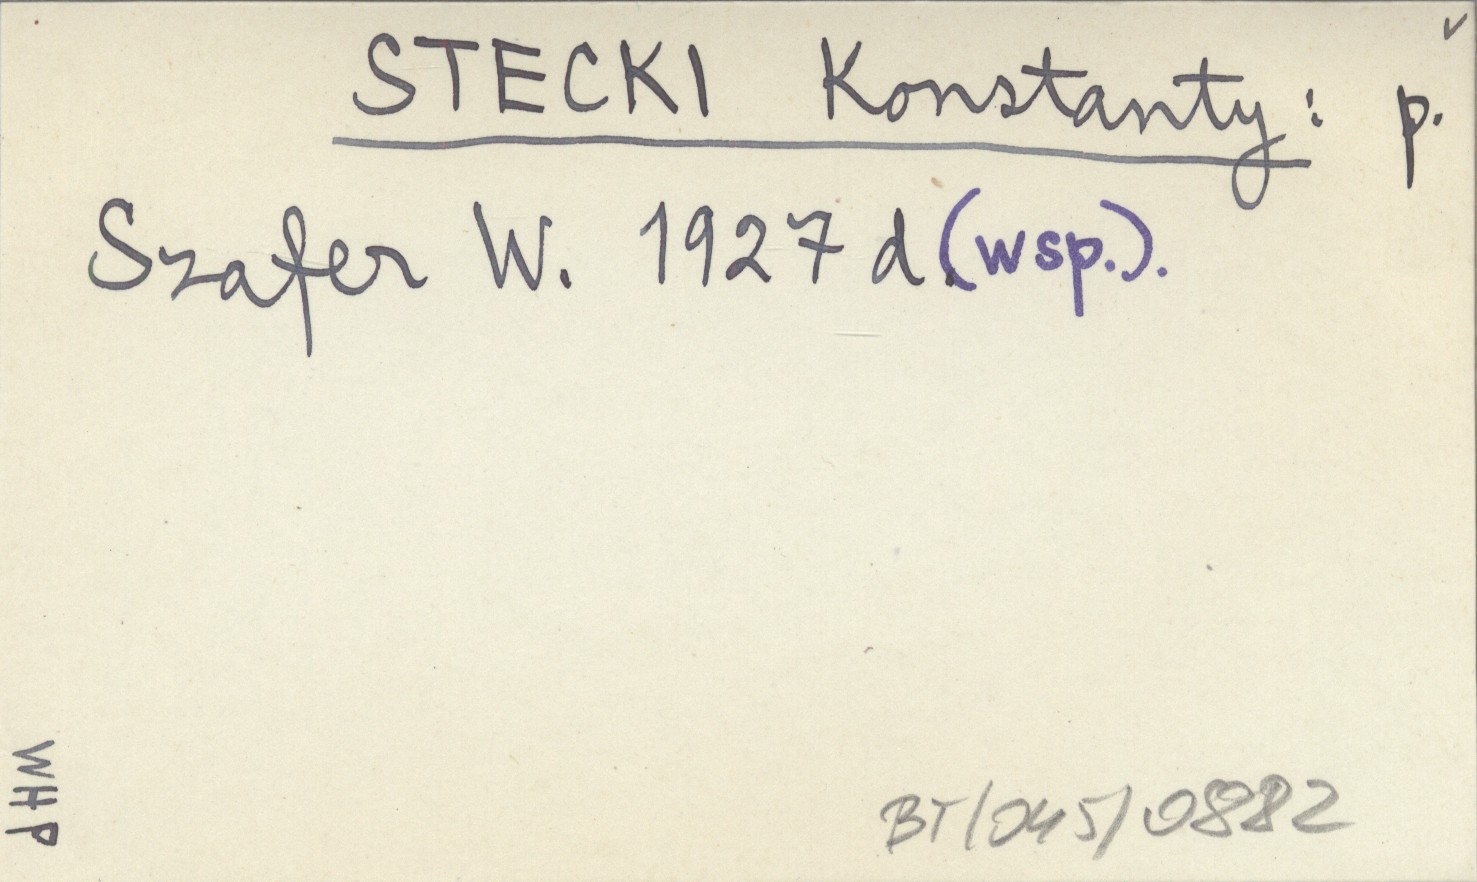 v
STECKI Konstanty: p.
Szafer W. 1927 d. (wsp.).
WHP
BT/045/0882